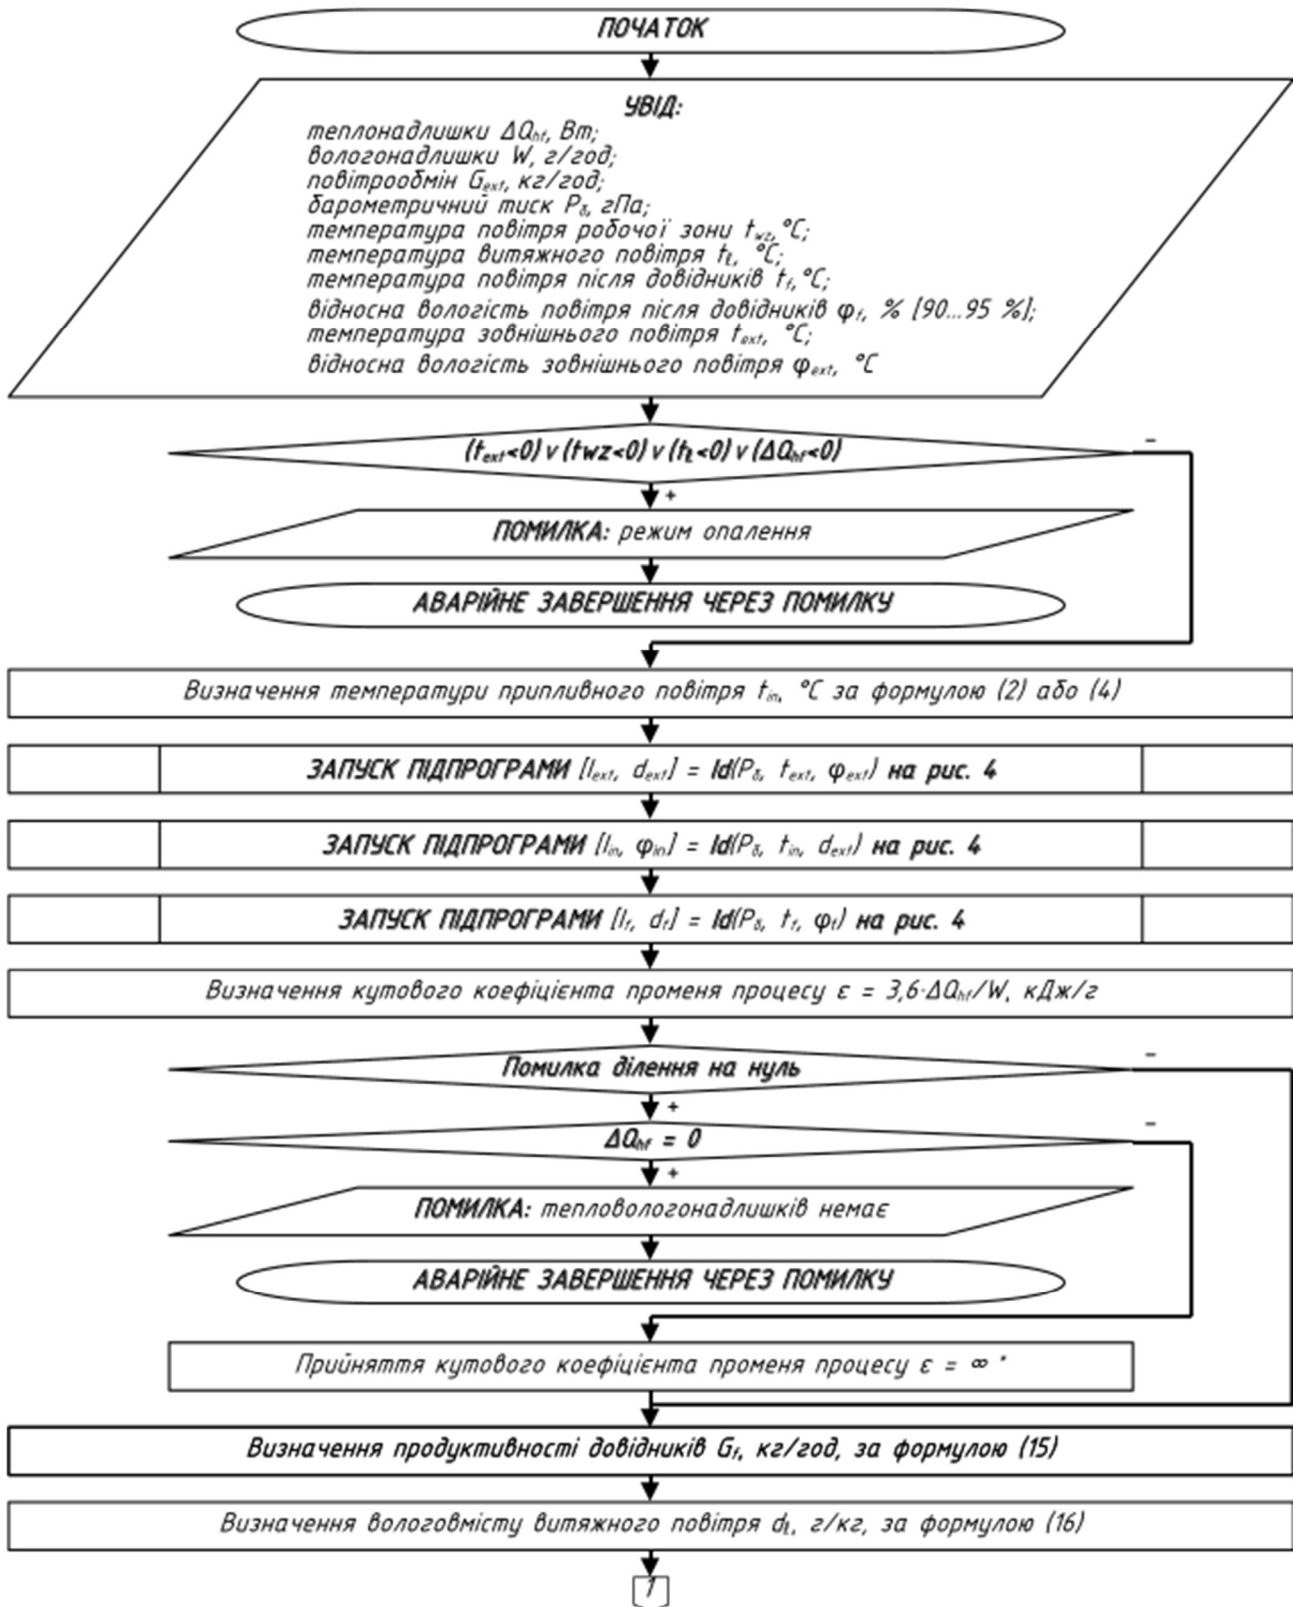 ПОЧАТОК
УВІД:
теплонадлишки ΔQhf, Вт;
вологонадлишки W, г/год;
повітрообмін Gext, кг/год;
барометричний тиск Pδ, гПа;
температура повітря робочої зони twz, °C;
температура витяжного повітря tℓ, °C;
температура повітря після довідників tf, °C;
відносна вологість повітря після довідників φf, % [90...95 %];
температура зовнішнього повітря text, °C;
відносна вологість зовнішнього повітря φext, °C
(text<0) v (twz<0) v (tℓ<0) v (ΔQhf<0)
-
+
ПОМИЛКА: режим опалення
АВАРІЙНЕ ЗАВЕРШЕННЯ ЧЕРЕЗ ПОМИЛКУ
Визначення температури припливного повітря tin, °C за формулою (2) або (4)
ЗАПУСК ПІДПРОГРАМИ [Iext, dext] = Id(Pδ, text, φext) на рис. 4
ЗАПУСК ПІДПРОГРАМИ [Iin, φin] = Id(Pδ, tin, dext) на рис. 4
ЗАПУСК ПІДПРОГРАМИ [If, df] = Id(Pδ, tf, φf) на рис. 4
Визначення кутового коефіцієнта променя процесу ε = 3,6·ΔQhf/W, кДж/г
Помилка ділення на нуль
-
+
ΔQhf = 0
-
+
ПОМИЛКА: тепловологонадлишків немає
АВАРІЙНЕ ЗАВЕРШЕННЯ ЧЕРЕЗ ПОМИЛКУ
Прийняття кутового коефіцієнта променя процесу ε = ∞ *
Визначення продуктивності довідників Gf, кг/год, за формулою (15)
Визначення вологовмісту витяжного повітря dℓ, г/кг, за формулою (16)
1